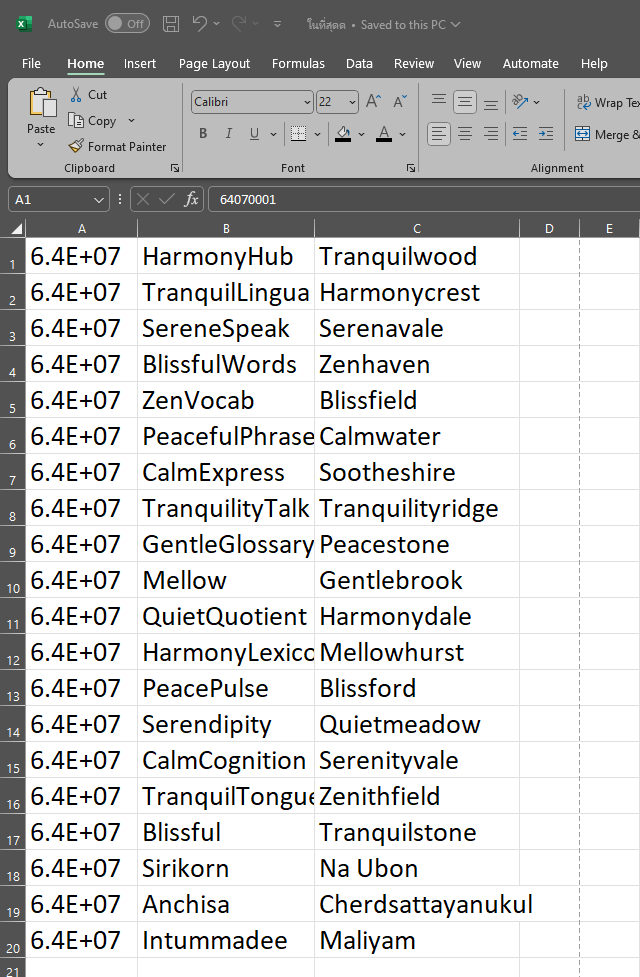 AutoSave Off ในที่สุดด • Saved to this PC
File Home Insert Page Layout Formulas Data Review View Automate Help
Paste
Cut
Copy
Format Painter
Clipboard
Calibri 22 A A
B I U A
Font
ab Wrap Tex
Merge &
Alignment
A1 fx 64070001
A B C D E
1 6.4E+07 HarmonyHub Tranquilwood
2 6.4E+07 TranquilLingua Harmonycrest
3 6.4E+07 SereneSpeak Serenavale
4 6.4E+07 BlissfulWords Zenhaven
5 6.4E+07 ZenVocab Blissfield
6 6.4E+07 PeacefulPhrase Calmwater
7 6.4E+07 CalmExpress Sootheshire
8 6.4E+07 TranquilityTalk Tranquilityridge
9 6.4E+07 GentleGlossary Peacestone
10 6.4E+07 Mellow Gentlebrook
11 6.4E+07 QuietQuotient Harmonydale
12 6.4E+07 HarmonyLexico Mellowhurst
13 6.4E+07 PeacePulse Blissford
14 6.4E+07 Serendipity Quietmeadow
15 6.4E+07 CalmCognition Serenityvale
16 6.4E+07 TranquilTongue Zenithfield
17 6.4E+07 Blissful Tranquilstone
18 6.4E+07 Sirikorn Na Ubon
19 6.4E+07 Anchisa Cherdsattayanukul
20 6.4E+07 Intummadee Maliyam
21